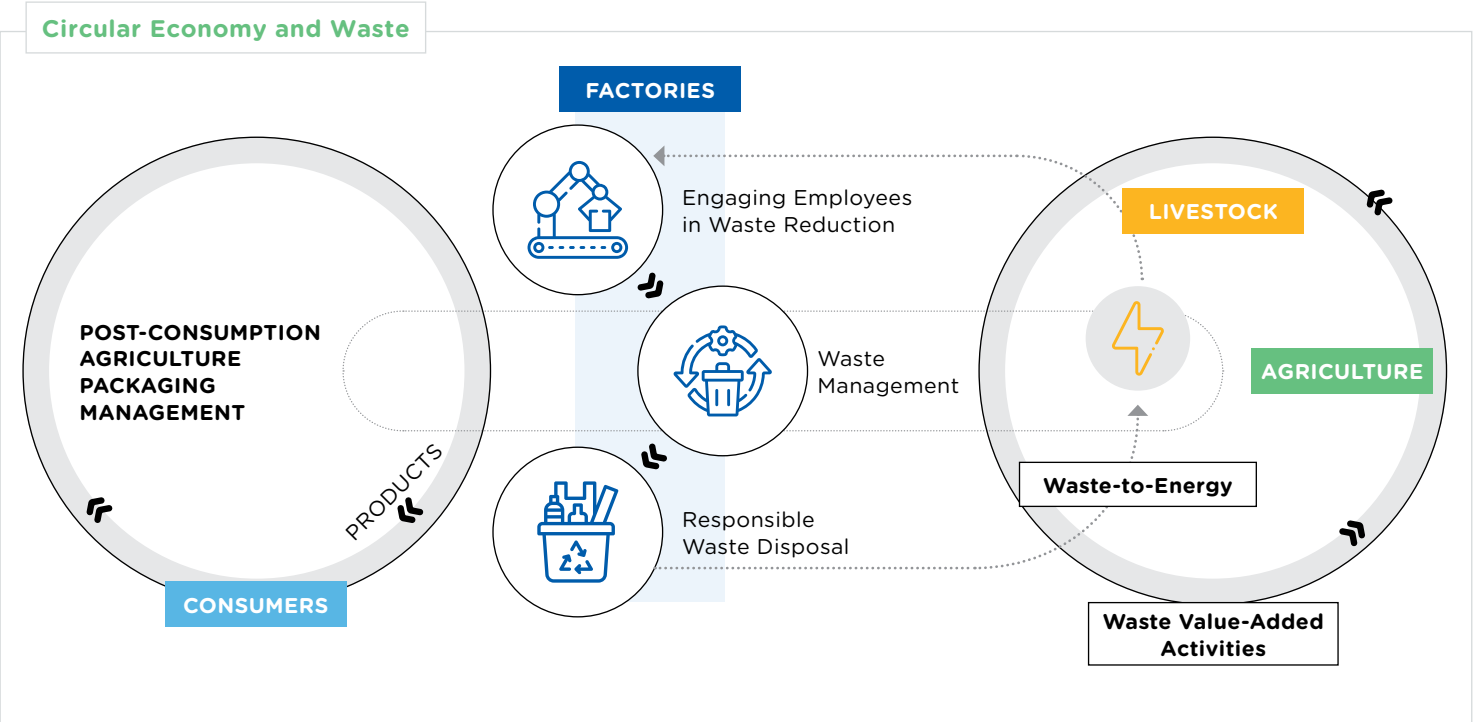 Circular Economy and Waste
FACTORIES
Engaging Employees
in Waste Reduction
LIVESTOCK
POST-CONSUMPTION
AGRICULTURE
PACKAGING
MANAGEMENT
Waste
Management
AGRICULTURE
PRODUCTS
Waste-to-Energy
Responsible
Waste Disposal
CONSUMERS
Waste Value-Added
Activities